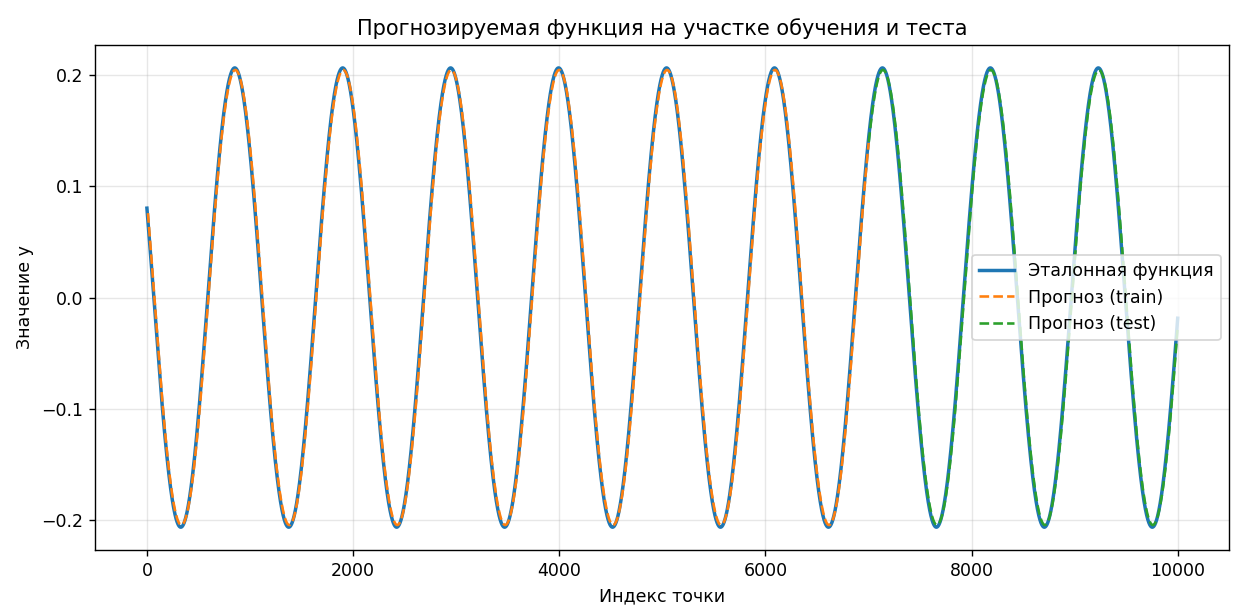 Прогнозируемая функция на участке обучения и теста
Значение y
0.2
0.1
0.0
−0.1
−0.2
Эталонная функция
Прогноз (train)
Прогноз (test)
0 2000 4000 6000 8000 10000
Индекс точки